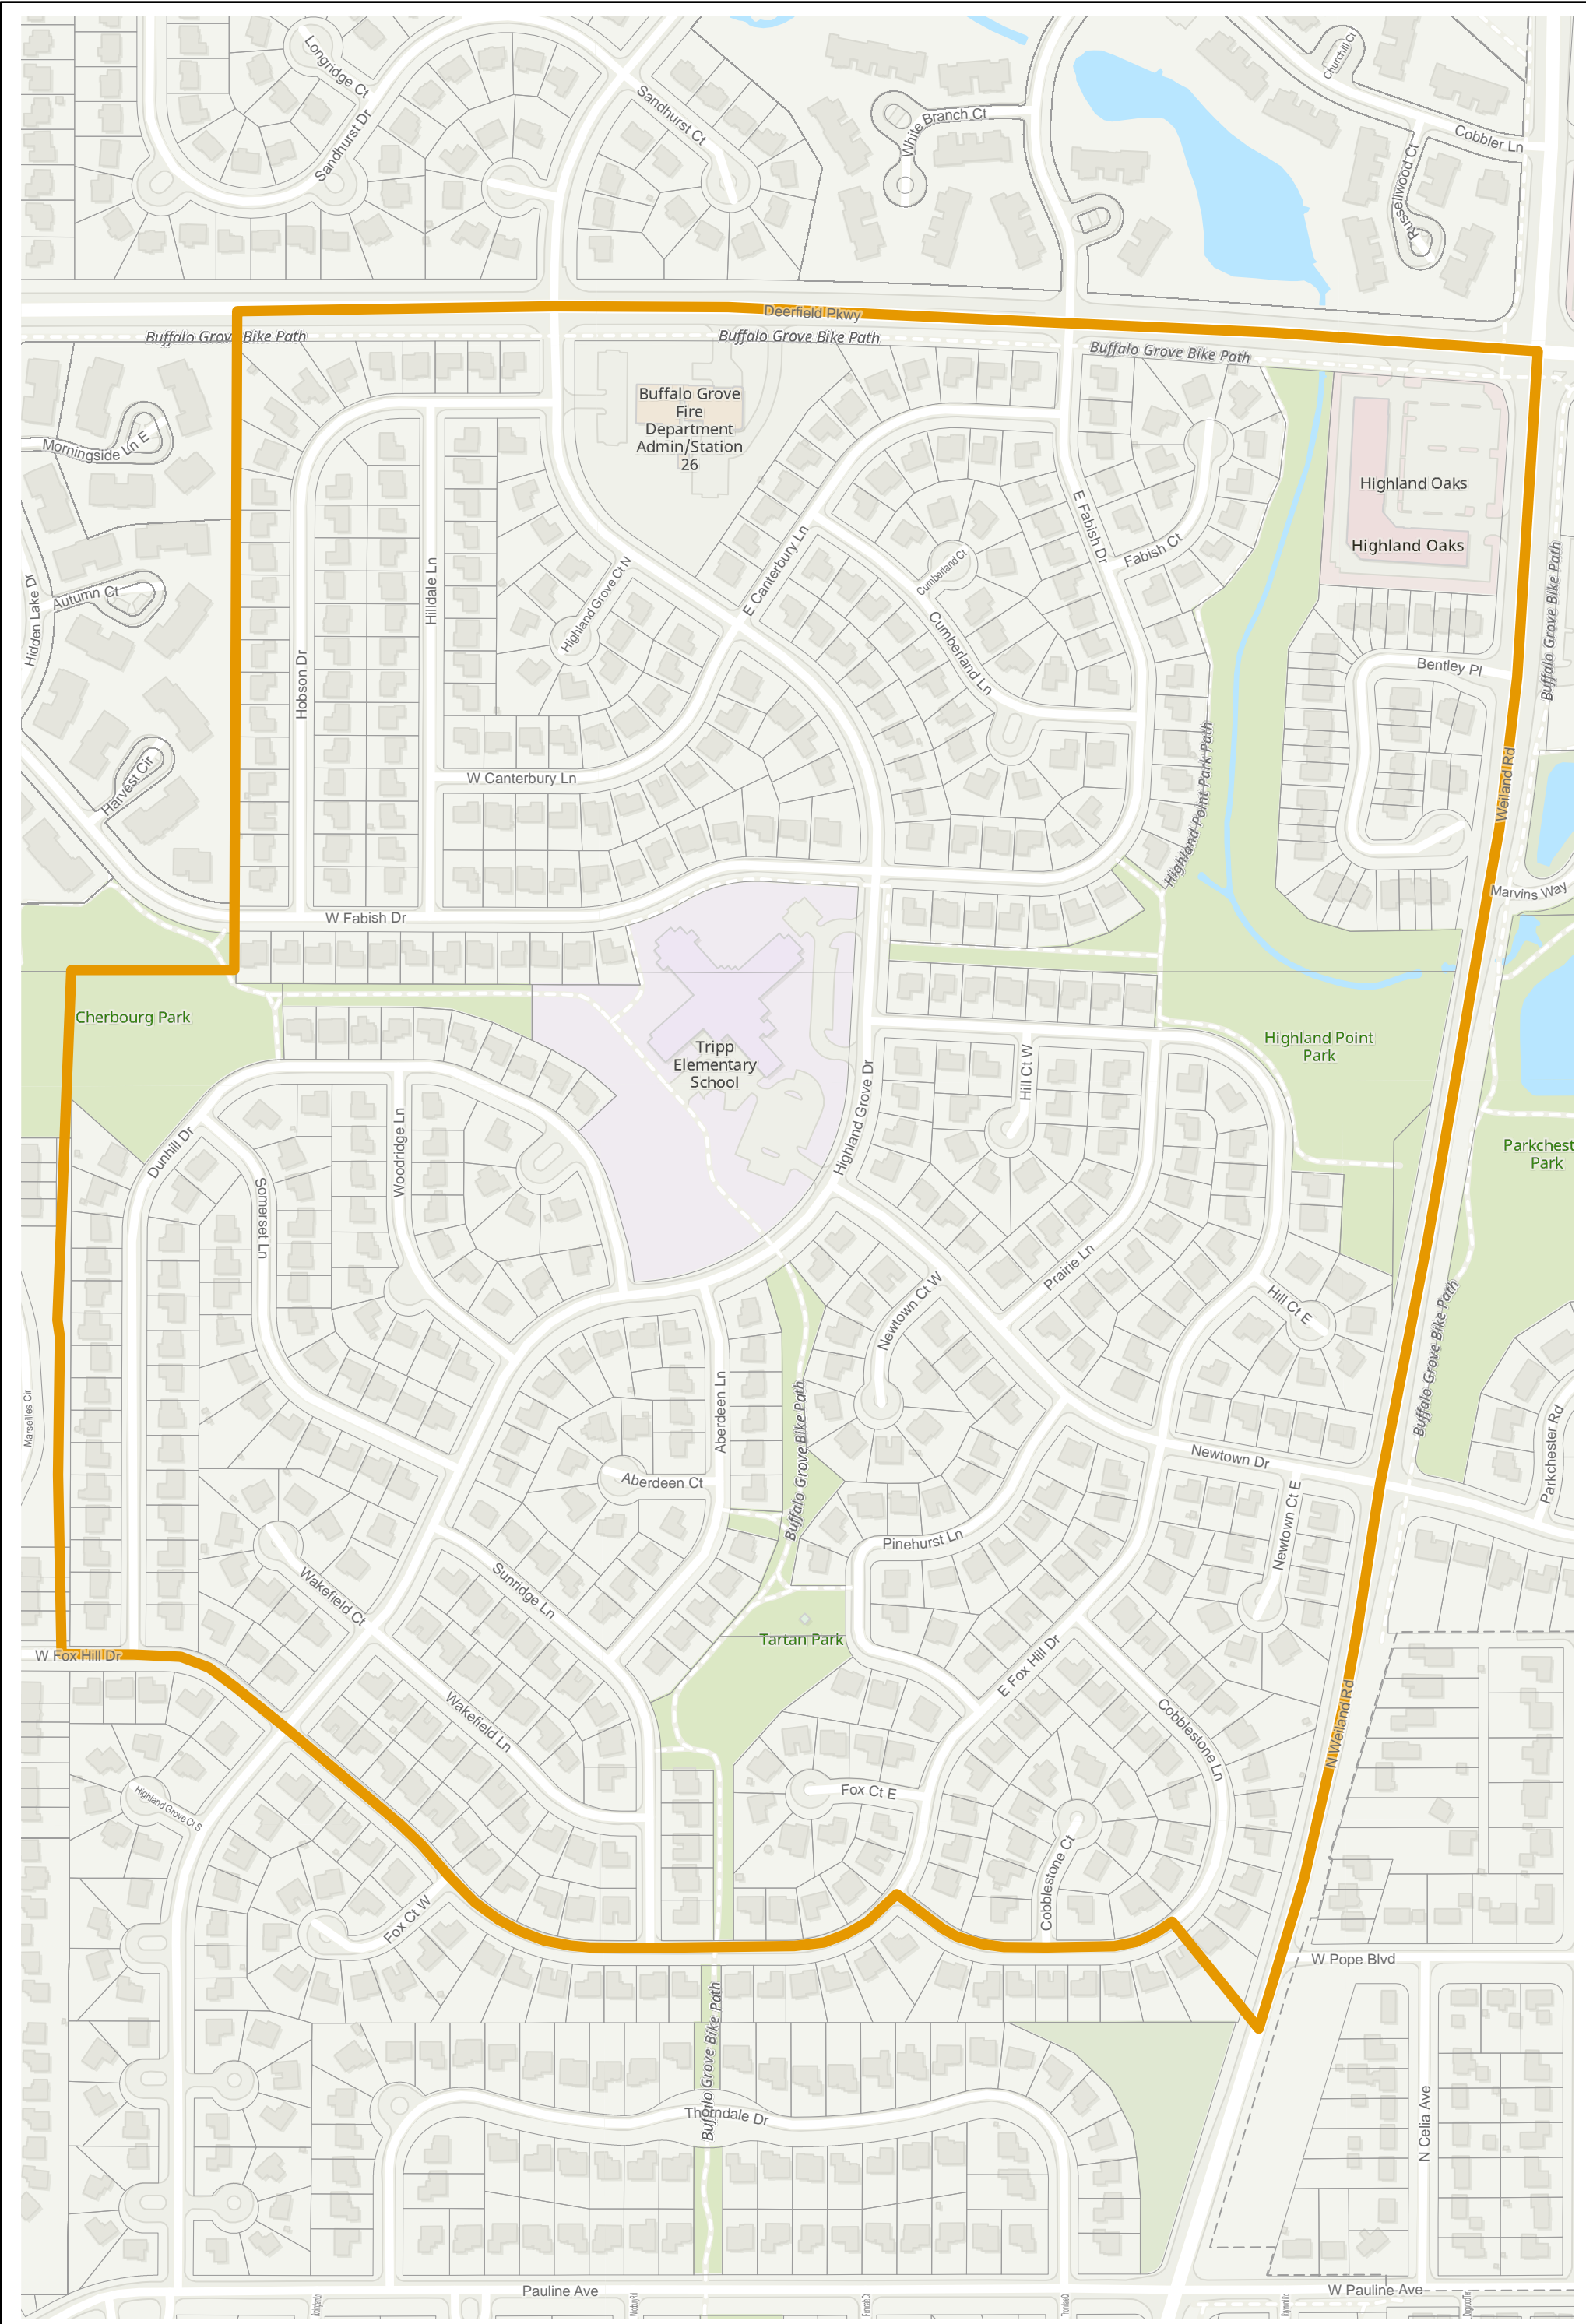 Longridge Ct
Sandhurst Dr
Sandhurst Ct
White Branch Ct
Churchill Ct
Cobbler Ln
Russellwood Ct
Deerfield Pkwy
Buffalo Grove Bike Path
Buffalo Grove Bike Path
Buffalo Grove Bike Path
Buffalo Grove
Fire
Department
Admin/Station
26
Morningside Ln E
Highland Oaks
Highland Oaks
E Fabish Dr
Fabish Ct
E Canterbury Ln
Cumberland Ct
Cumberland Ln
Hilldale Ln
Highland Grove Ct N
Hobson Dr
Autumn Ct
Hidden Lake Dr
Buffalo Grove Bike Path
Bentley Pl
Weiland Rd
Harvest Cir
W Canterbury Ln
Highland Point Park Path
Marvins Way
W Fabish Dr
Cherbourg Park
Tripp
Elementary
School
Highland Point
Park
Hill Ct W
Highland Grove Dr
Dunhill Dr
Woodridge Ln
Somerset Ln
Parkchest
Park
Prairie Ln
Newtown Ct W
Hill Ct E
Buffalo Grove Bike Path
Marseilles Cir
Aberdeen Ln
Aberdeen Ct
Buffalo Grove Bike Path
Newtown Dr
Parkchester Rd
Newtown Ct E
Pinehurst Ln
Wakefield Ct
Sunridge Ln
Tartan Park
W Fox Hill Dr
E Fox Hill Dr
Wakefield Ln
Cobblestone Ln
N Weiland Rd
Fox Ct E
Highland Grove Ct S
Cobblestone Ct
Fox Ct W
W Pope Blvd
Buffalo Grove Bike Path
Thorndale Dr
N Celia Ave
Pauline Ave
W Pauline Ave